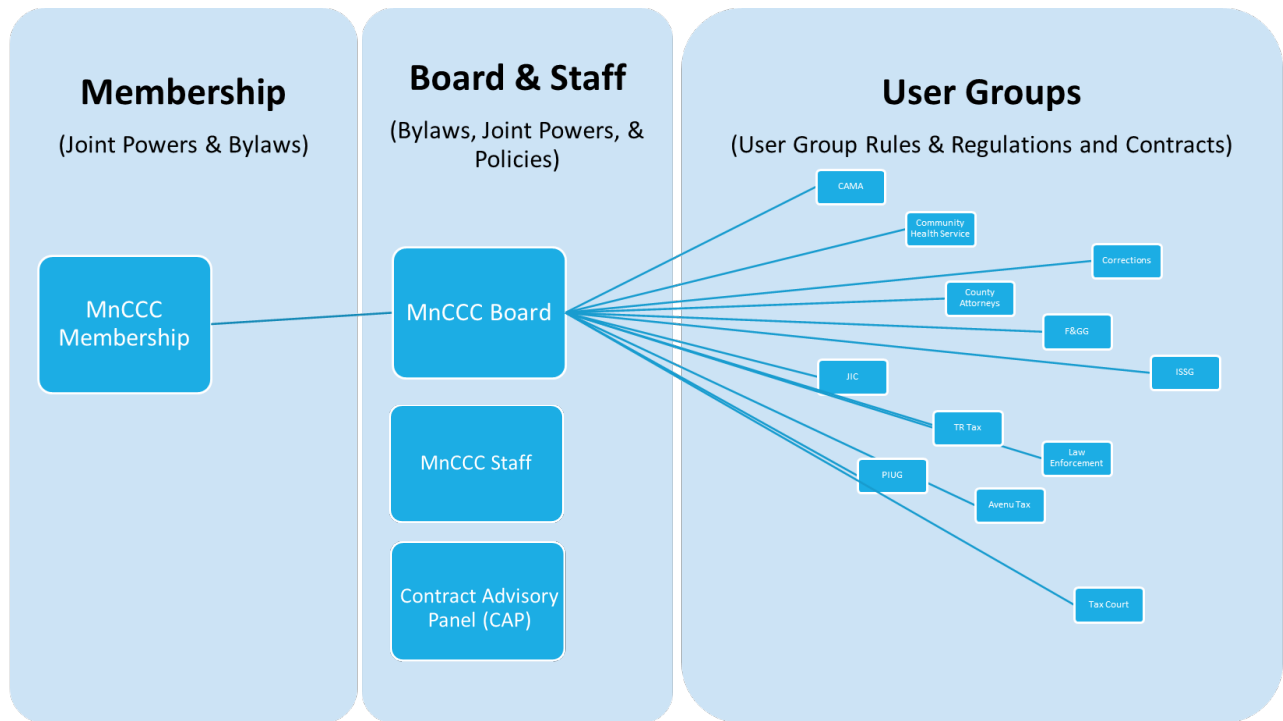 Membership
(Joint Powers & Bylaws)
MnCCC
Membership
Board & Staff
(Bylaws, Joint Powers, &
Policies)
MnCCC Board
MnCCC Staff
Contract Advisory
Panel (CAP)
User Groups
(User Group Rules & Regulations and Contracts)
CAMA
Community
Health Service
Corrections
County
Attorneys
F&GG
ISSG
JIC
TR Tax
Law
Enforcement
PIUG
Avenu Tax
Tax Court